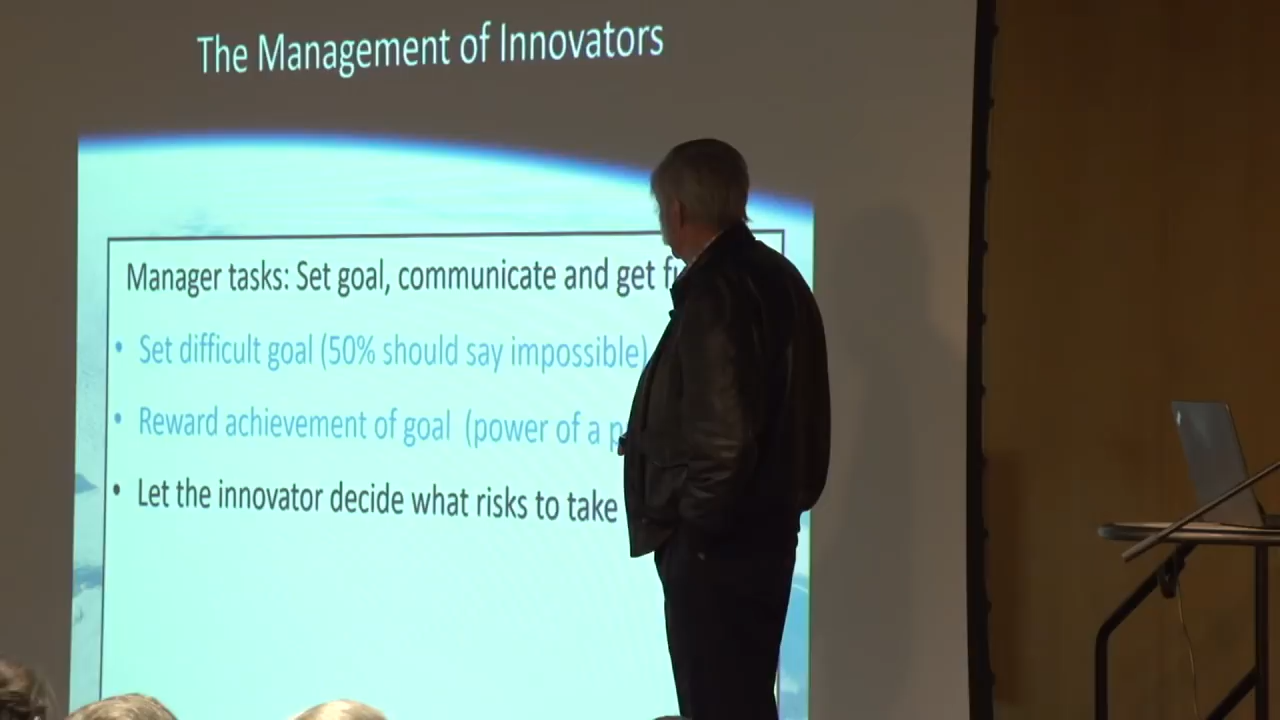 The Management of Innovators
Manager tasks: Set goal, communicate and get
• Set difficult goal (50% should say impossible)
• Reward achievement of goal (power of a
• Let the innovator decide what risks to take